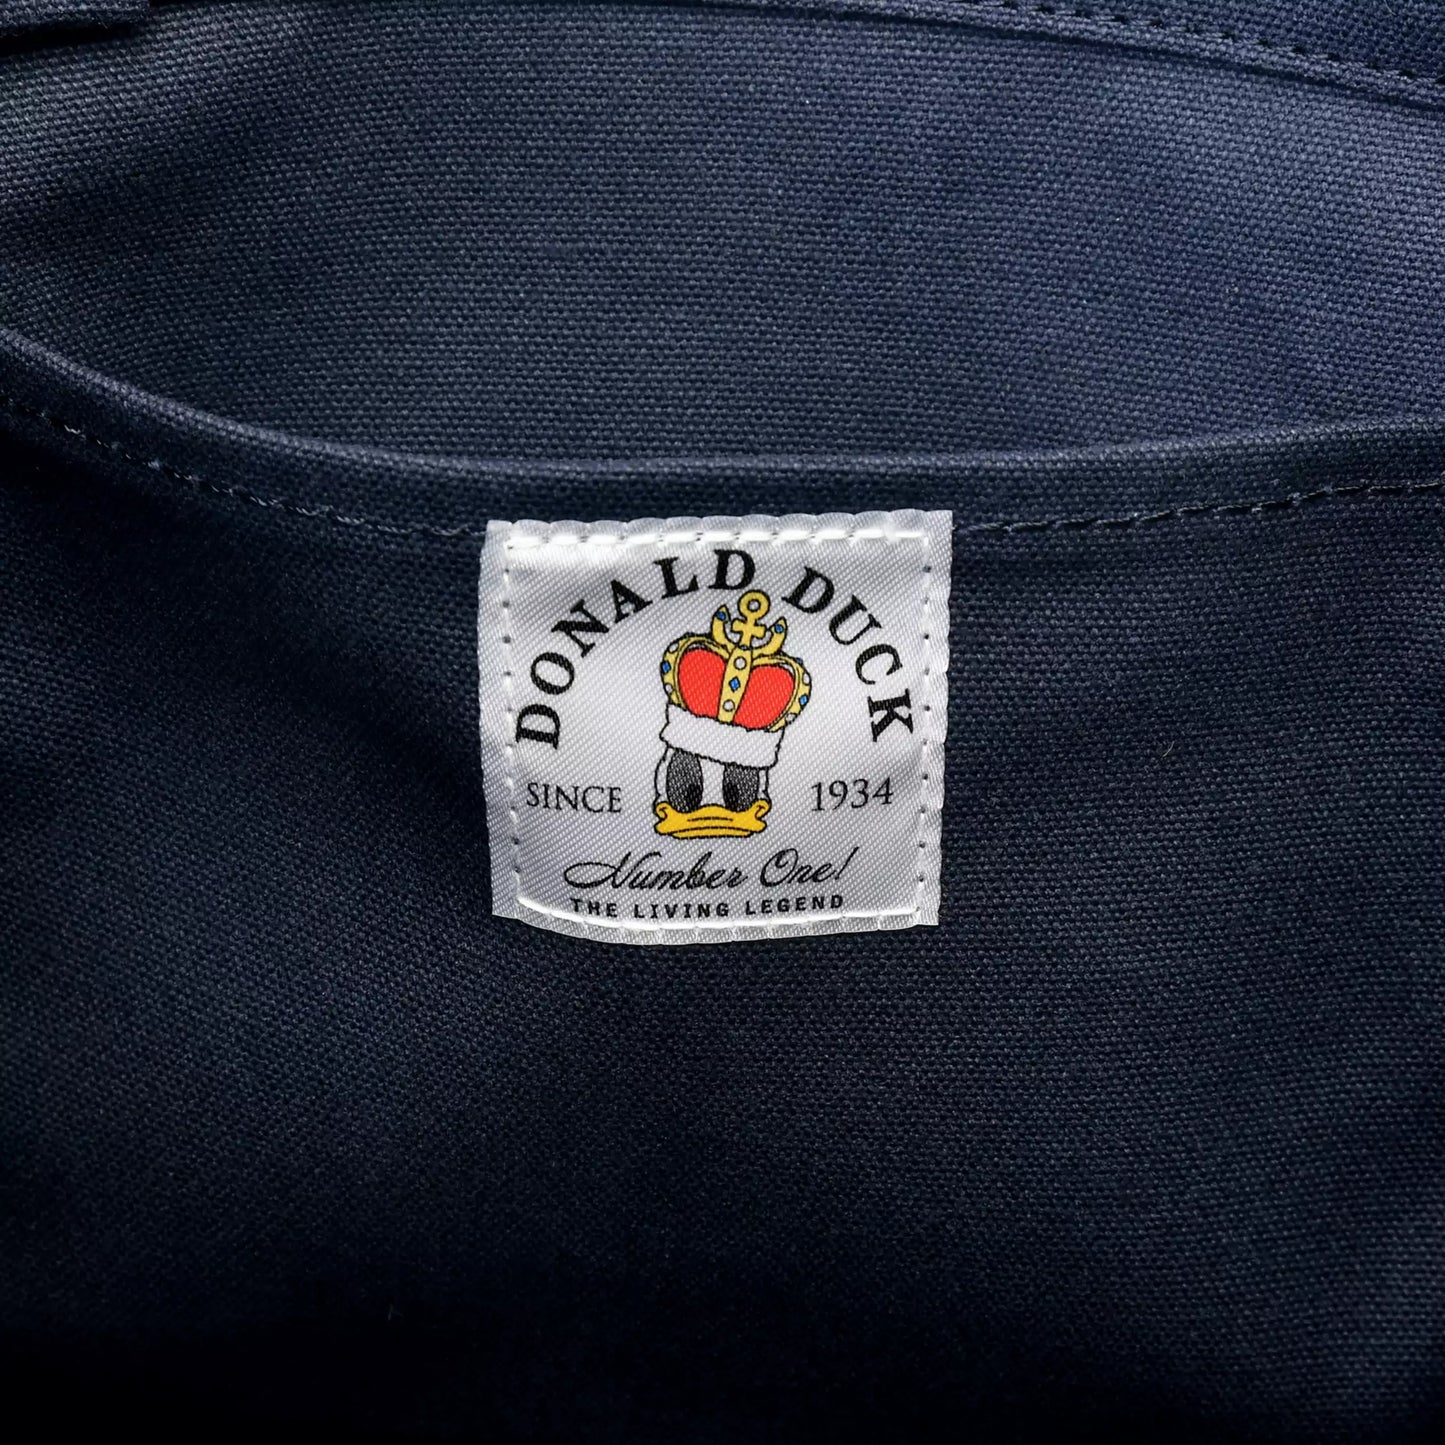 DONALD DUCK
SINCE 1934
Number One!
THE LIVING LEGEND